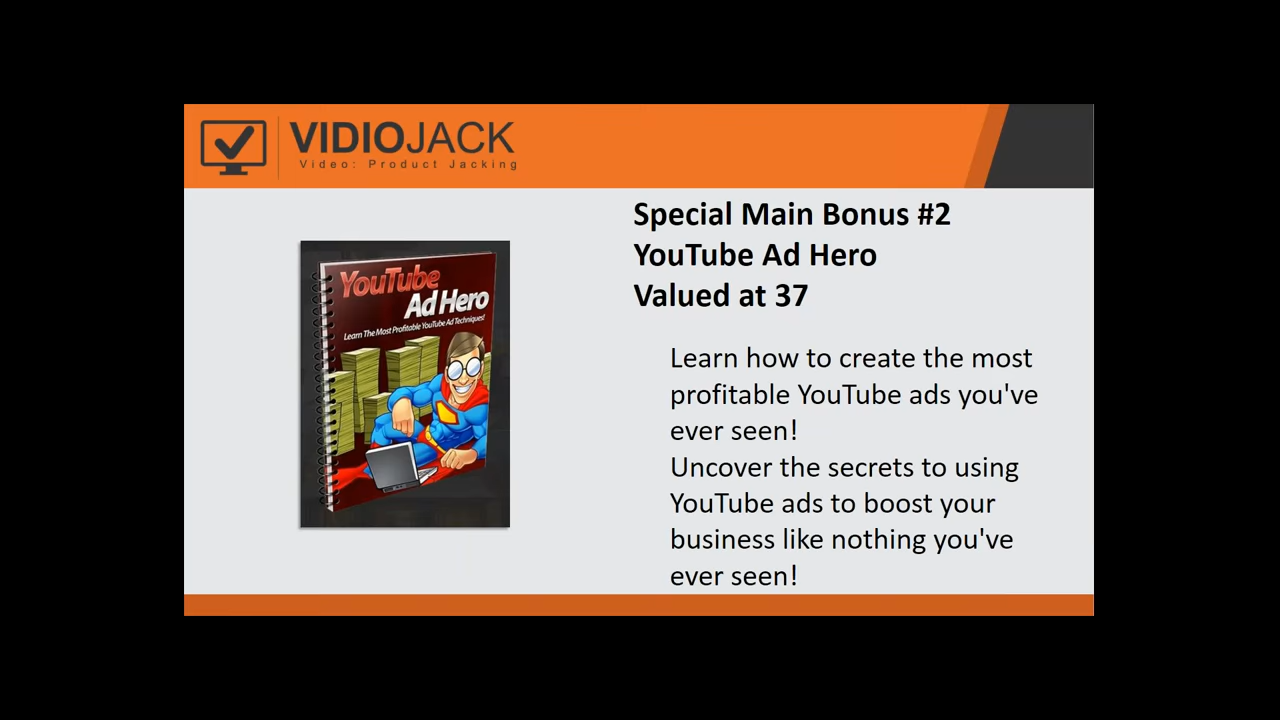 VIDIOJACK
Video: Product Jacking
Special Main Bonus #2
YouTube Ad Hero
Valued at 37
YouTube
Ad Hero
Learn The Most Profitable YouTube Ad Techniques!
Learn how to create the most
profitable YouTube ads you've
ever seen!
Uncover the secrets to using
YouTube ads to boost your
business like nothing you've
ever seen!